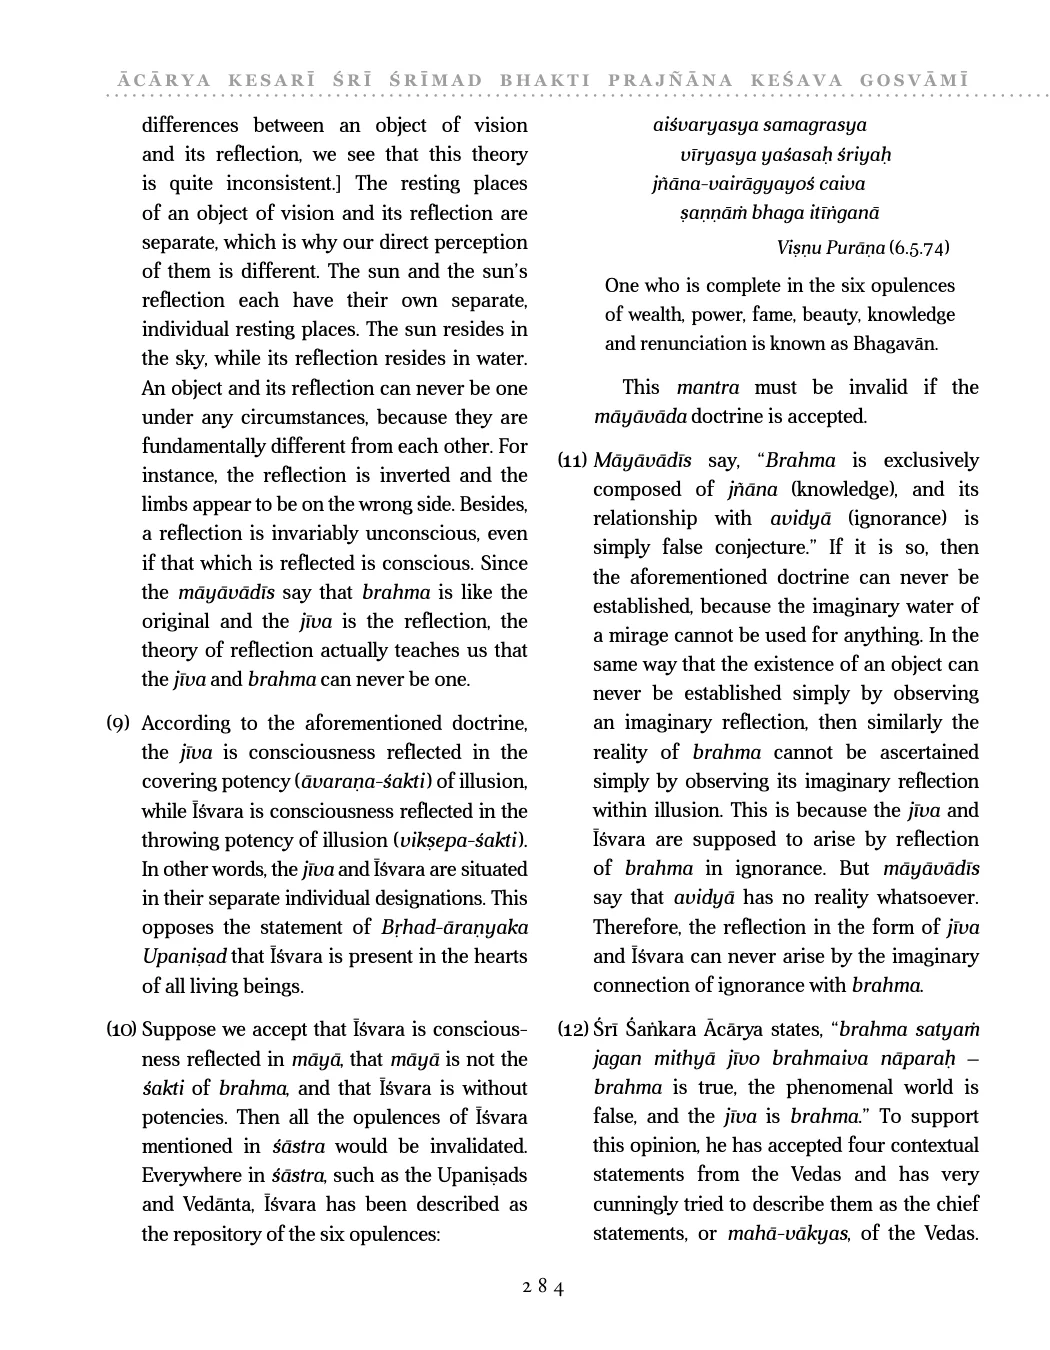 ĀCĀRYA KESARĪ ŚRĪ ŚRĪMAD BHAKTI PRAJÑĀNA KEŚAVA GOSVĀMĪ
differences between an object of vision
and its reflection, we see that this theory
is quite inconsistent.] The resting places
of an object of vision and its reflection are
separate, which is why our direct perception
of them is different. The sun and the sun’s
reflection each have their own separate,
individual resting places. The sun resides in
the sky, while its reflection resides in water.
An object and its reflection can never be one
under any circumstances, because they are
fundamentally different from each other. For
instance, the reflection is inverted and the
limbs appear to be on the wrong side. Besides,
a reflection is invariably unconscious, even
if that which is reflected is conscious. Since
the māyāvādīs say that brahma is like the
original and the jīva is the reflection, the
theory of reflection actually teaches us that
the jīva and brahma can never be one.
(9) According to the aforementioned doctrine,
the jīva is consciousness reflected in the
covering potency (āvaraṇa-śakti) of illusion,
while Īśvara is consciousness reflected in the
throwing potency of illusion (vikṣepa-śakti).
In other words, the jīva and Īśvara are situated
in their separate individual designations. This
opposes the statement of Bṛhad-āraṇyaka
Upaniṣad that Īśvara is present in the hearts
of all living beings.
(10) Suppose we accept that Īśvara is conscious-
ness reflected in māyā, that māyā is not the
śakti of brahma, and that Īśvara is without
potencies. Then all the opulences of Īśvara
mentioned in śāstra would be invalidated.
Everywhere in śāstra, such as the Upaniṣads
and Vedānta, Īśvara has been described as
the repository of the six opulences:
aiśvaryasya samagrasya
vīryasya yaśasaḥ śriyaḥ
jñāna-vairāgyayoś caiva
ṣaṇṇāṁ bhaga itīṅganā
Viṣṇu Purāṇa (6.5.74)
One who is complete in the six opulences
of wealth, power, fame, beauty, knowledge
and renunciation is known as Bhagavān.
This mantra must be invalid if the
māyāvāda doctrine is accepted.
(11) Māyāvādīs say, “Brahma is exclusively
composed of jñāna (knowledge), and its
relationship with avidyā (ignorance) is
simply false conjecture.” If it is so, then
the aforementioned doctrine can never be
established, because the imaginary water of
a mirage cannot be used for anything. In the
same way that the existence of an object can
never be established simply by observing
an imaginary reflection, then similarly the
reality of brahma cannot be ascertained
simply by observing its imaginary reflection
within illusion. This is because the jīva and
Īśvara are supposed to arise by reflection
of brahma in ignorance. But māyāvādīs
say that avidyā has no reality whatsoever.
Therefore, the reflection in the form of jīva
and Īśvara can never arise by the imaginary
connection of ignorance with brahma.
(12) Śrī Śaṅkara Ācārya states, “brahma satyaṁ
jagan mithyā jīvo brahmaiva nāparaḥ –
brahma is true, the phenomenal world is
false, and the jīva is brahma.” To support
this opinion, he has accepted four contextual
statements from the Vedas and has very
cunningly tried to describe them as the chief
statements, or mahā-vākyas, of the Vedas.
284